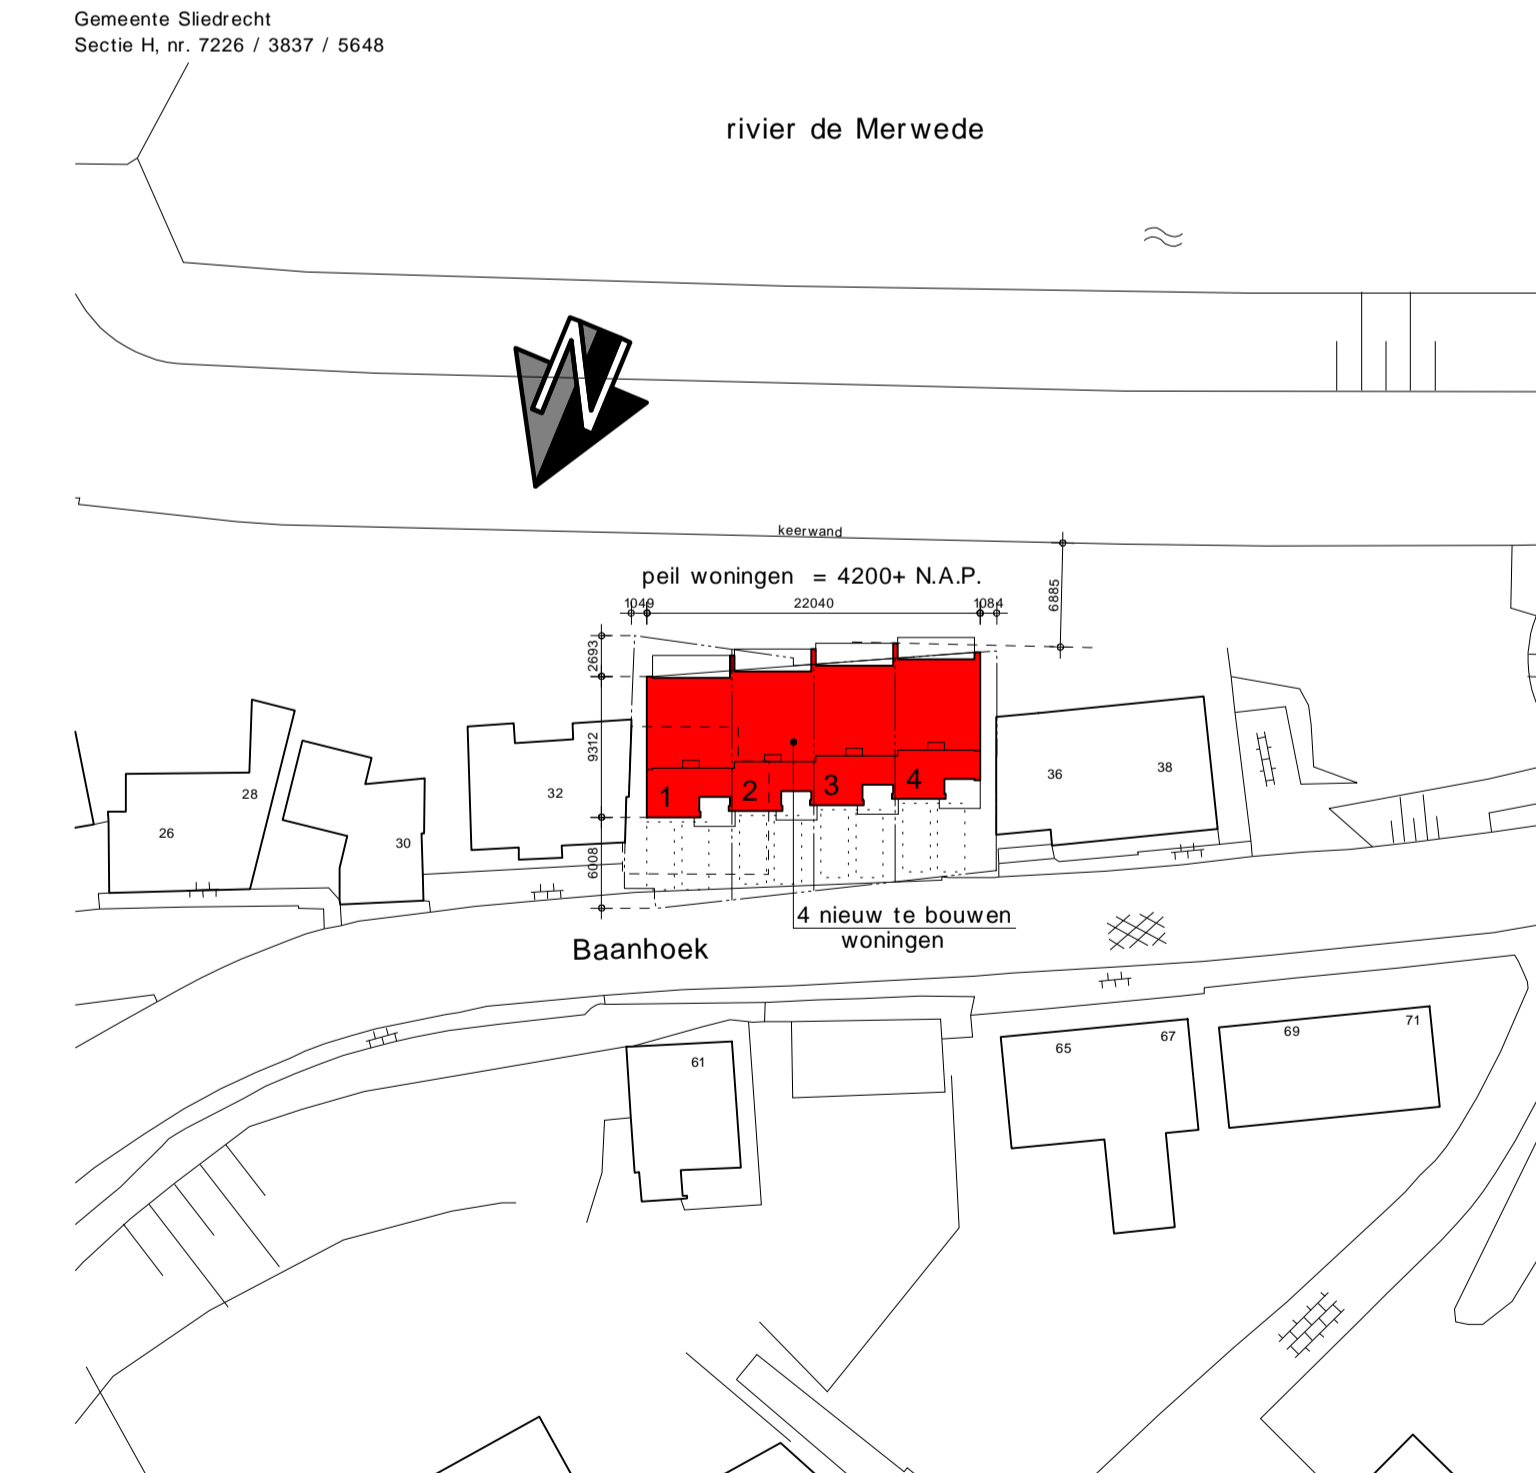 Gemeente Sliedrecht
Sectie H, nr. 7226 / 3837 / 5648
rivier de Merwede
N
keerwand
peil woningen = 4200+ N.A.P.
1049 22040 1084
6885
2693
9312
6008
1 2 3 4
26
28
30
32
36
38
4 nieuw te bouwen
woningen
Baanhoek
61
65
67
69
71